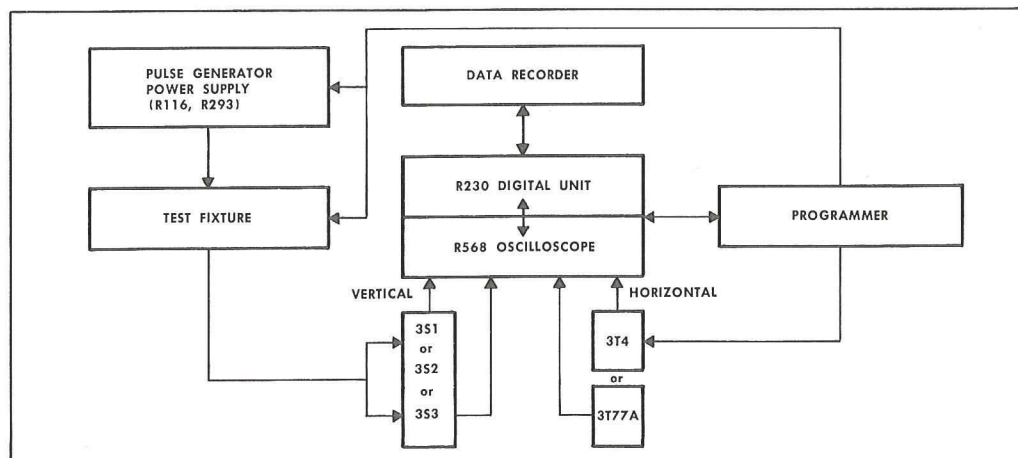 PULSE GENERATOR
POWER SUPPLY
(R116, R293)
DATA RECORDER
TEST FIXTURE
R230 DIGITAL UNIT
R568 OSCILLOSCOPE
PROGRAMMER
VERTICAL
HORIZONTAL
3S1
or
3S2
or
3S3
3T4
or
3T77A